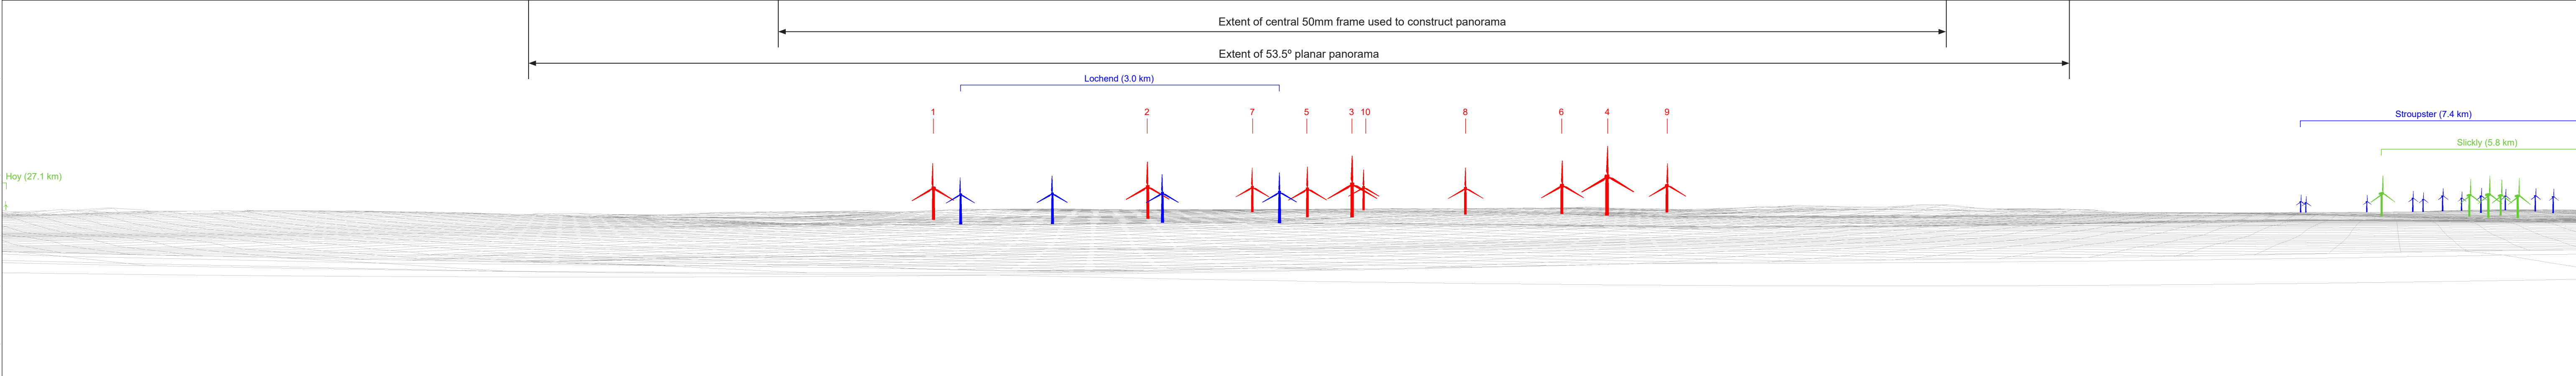 Extent of central 50mm frame used to construct panorama
Extent of 53.5º planar panorama
Lochend (3.0 km)
1 2 7 5 3 10 8 6 4 9
Stroupster (7.4 km)
Slickly (5.8 km)
Hoy (27.1 km)